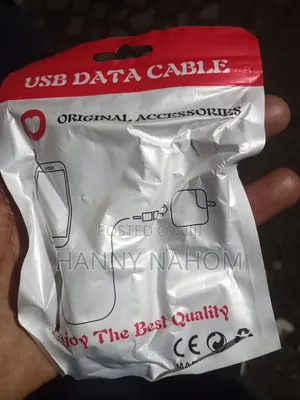 USB DATA CABLE
ORIGINAL ACCESSORIES
POSTED ON
HANNY NAHOM
Enjoy The Best Quality
CE